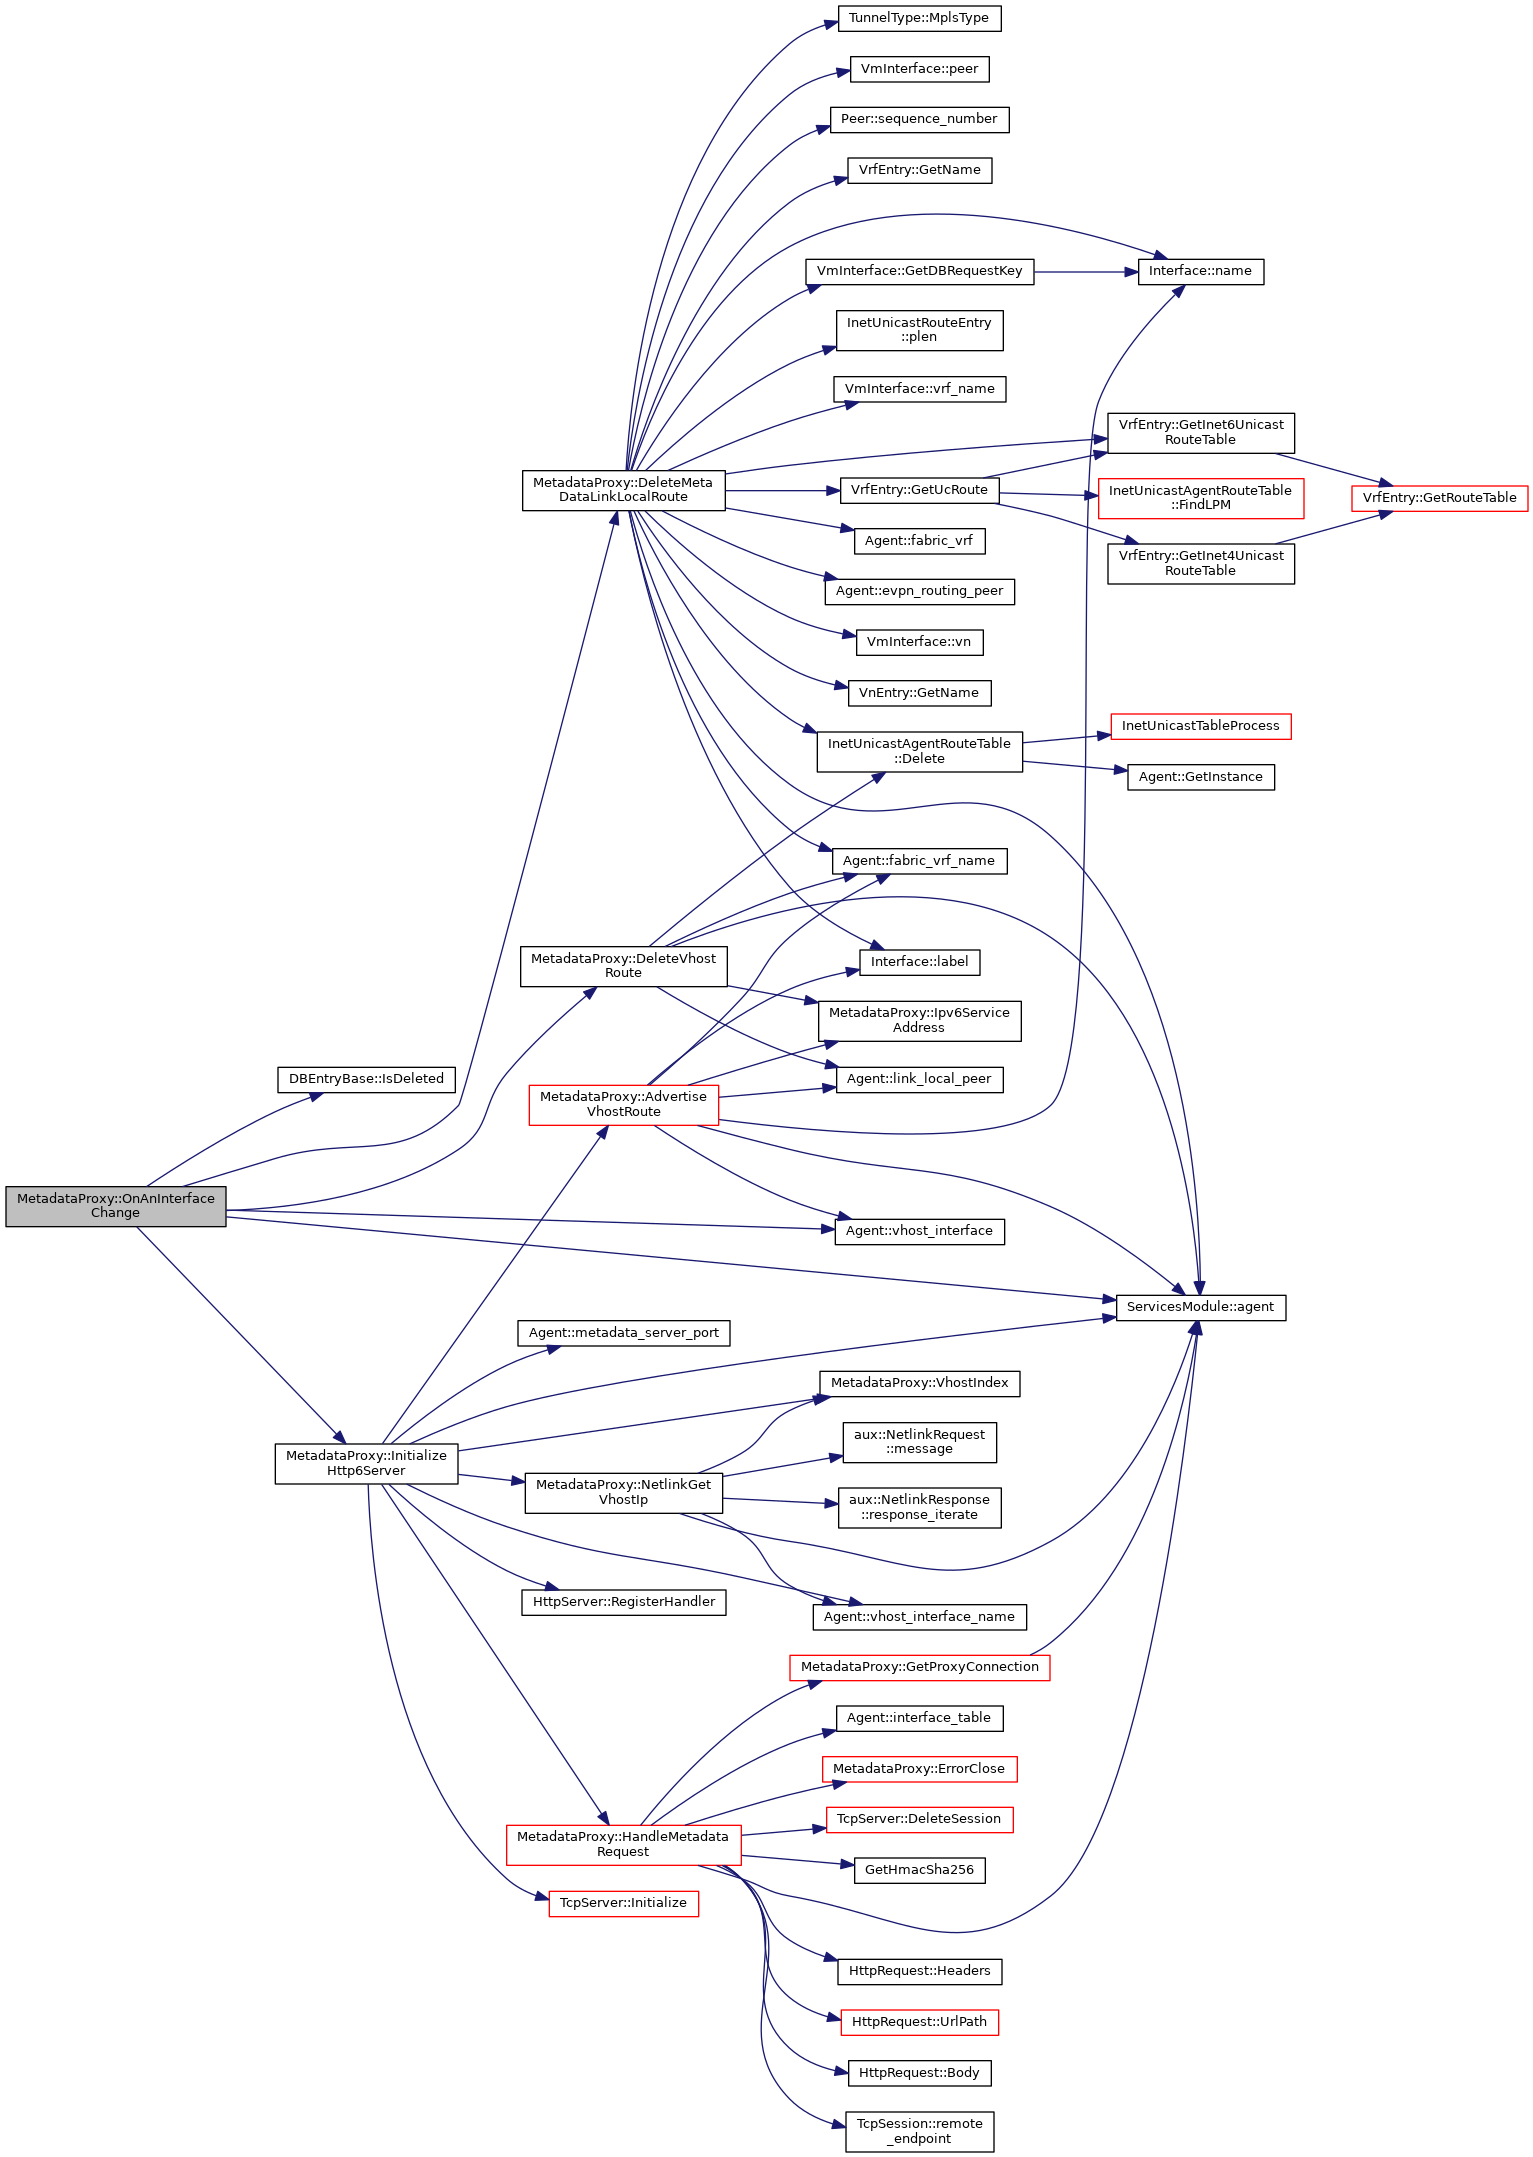 TunnelType::MplsType
VmInterface::peer
Peer::sequence_number
VrfEntry::GetName
Interface::name
VmInterface::GetDBRequestKey
InetUnicastRouteEntry
::plen
VmInterface::vrf_name
VrfEntry::GetInet6Unicast
RouteTable
MetadataProxy::DeleteMeta
DataLinkLocalRoute
VrfEntry::GetUcRoute
InetUnicastAgentRouteTable
::FindLPM
VrfEntry::GetRouteTable
Agent::fabric_vrf
VrfEntry::GetInet4Unicast
RouteTable
Agent::evpn_routing_peer
VmInterface::vn
VnEntry::GetName
InetUnicastTableProcess
InetUnicastAgentRouteTable
::Delete
Agent::GetInstance
Agent::fabric_vrf_name
MetadataProxy::DeleteVhost
Route
Interface::label
MetadataProxy::Ipv6Service
Address
DBEntryBase::IsDeleted
Agent::link_local_peer
MetadataProxy::Advertise
VhostRoute
MetadataProxy::OnAnInterface
Change
Agent::vhost_interface
ServicesModule::agent
Agent::metadata_server_port
MetadataProxy::VhostIndex
aux::NetlinkRequest
::message
MetadataProxy::Initialize
Http6Server
MetadataProxy::NetlinkGet
VhostIp
aux::NetlinkResponse
::response_iterate
HttpServer::RegisterHandler
Agent::vhost_interface_name
MetadataProxy::GetProxyConnection
Agent::interface_table
MetadataProxy::ErrorClose
TcpServer::DeleteSession
MetadataProxy::HandleMetadata
Request
GetHmacSha256
TcpServer::Initialize
HttpRequest::Headers
HttpRequest::UrlPath
HttpRequest::Body
TcpSession::remote
_endpoint